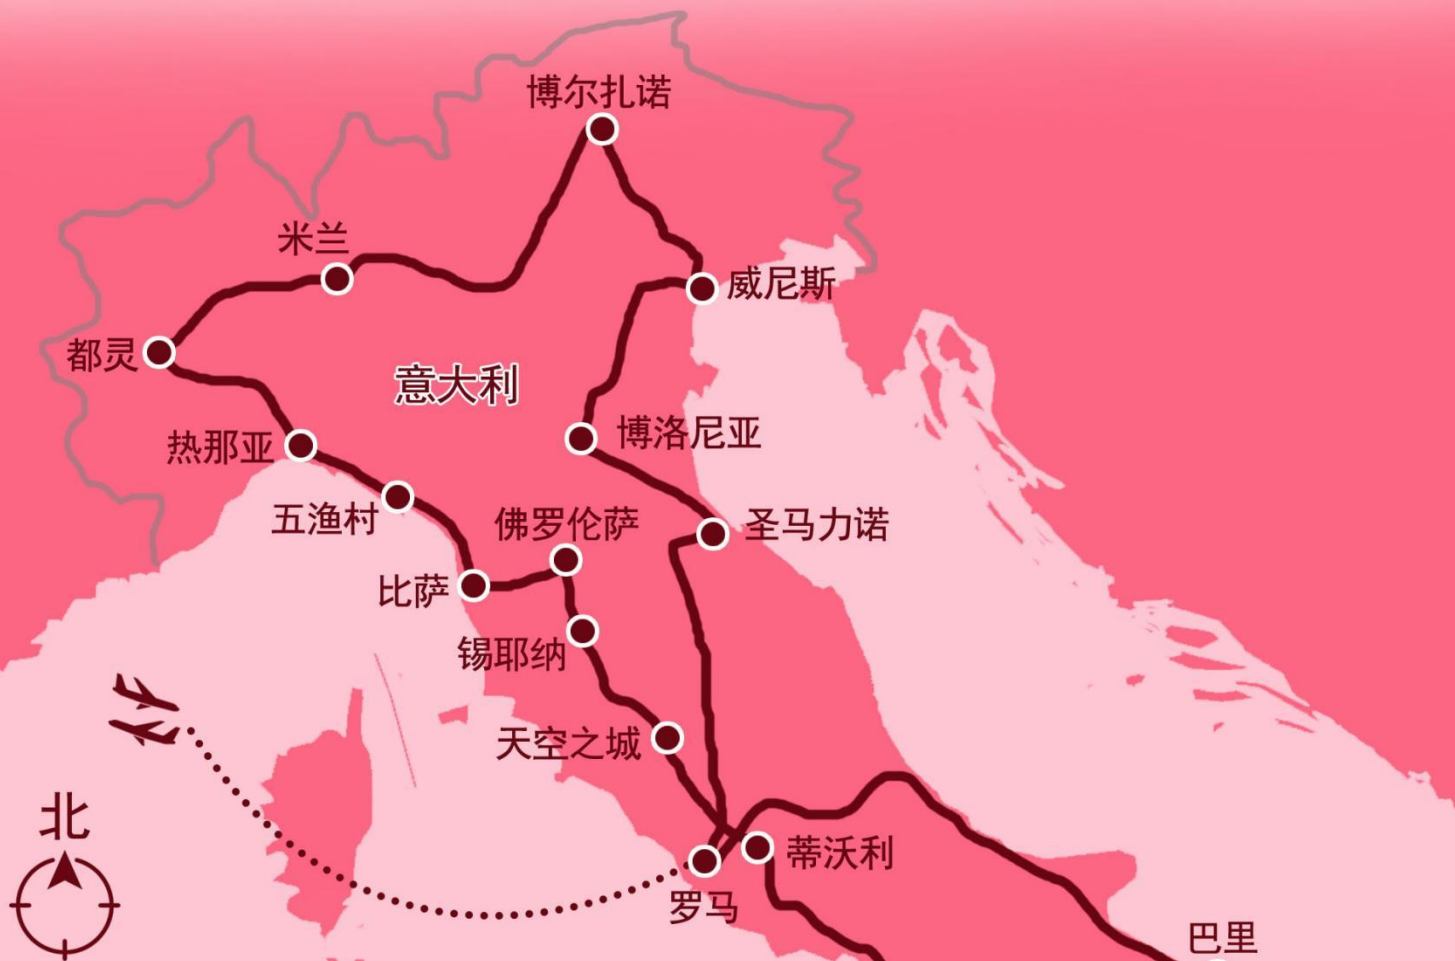 博尔扎诺
米兰
威尼斯
都灵
意大利
热那亚
博洛尼亚
五渔村
佛罗伦萨
圣马力诺
比萨
锡耶纳
天空之城
北
蒂沃利
罗马
巴里